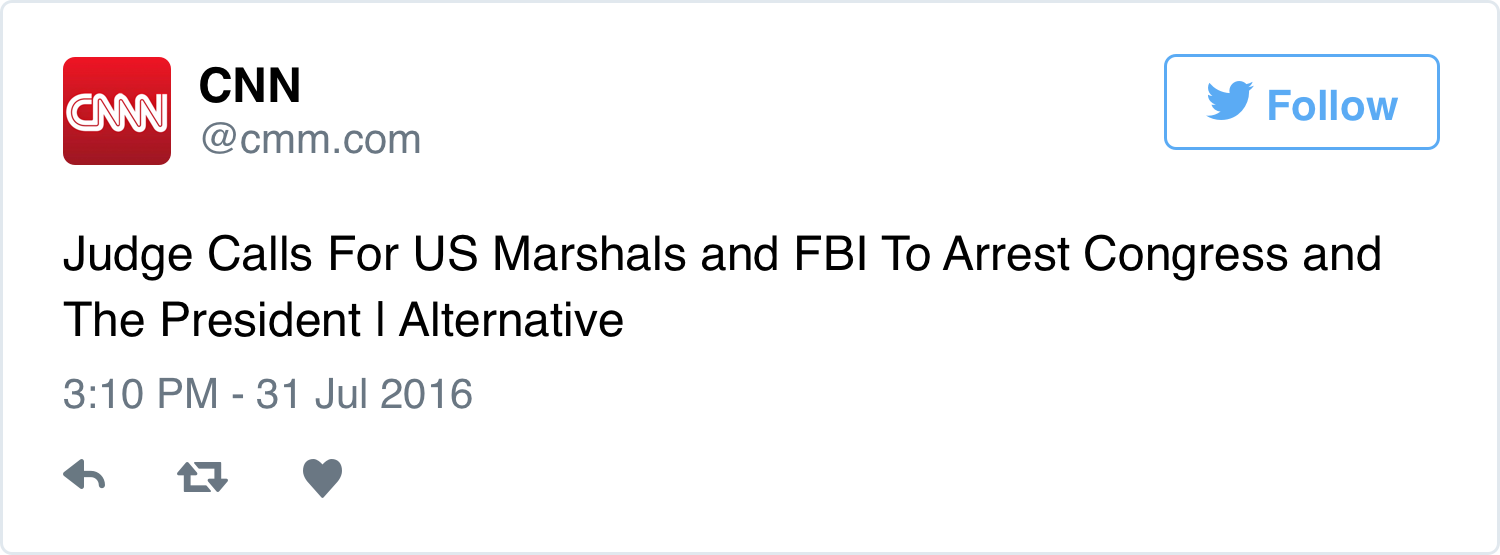 CNN
CNN
@cmm.com
Follow
Judge Calls For US Marshals and FBI To Arrest Congress and
The President | Alternative
3:10 PM - 31 Jul 2016